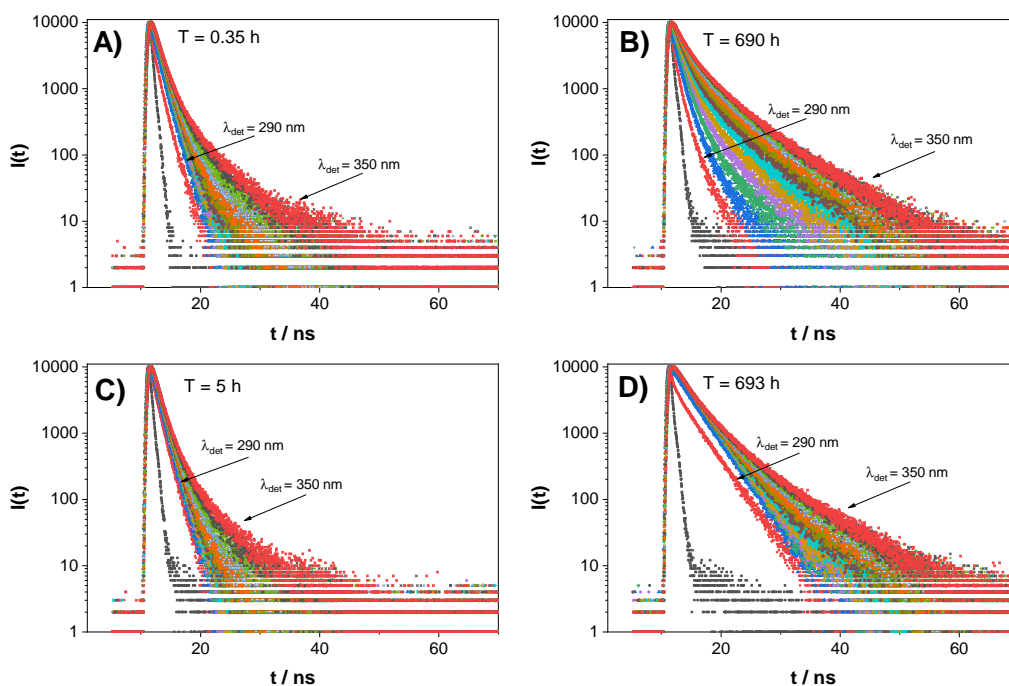 A)
T = 0.35 h
λdet = 290 nm
λdet = 350 nm
10000
1000
100
10
1
I(t)
20
40
60
t / ns
B)
T = 690 h
λdet = 290 nm
λdet = 350 nm
10000
1000
100
10
1
I(t)
20
40
60
t / ns
C)
T = 5 h
λdet = 290 nm
λdet = 350 nm
10000
1000
100
10
1
I(t)
20
40
60
t / ns
D)
T = 693 h
λdet = 290 nm
λdet = 350 nm
10000
1000
100
10
1
I(t)
20
40
60
t / ns